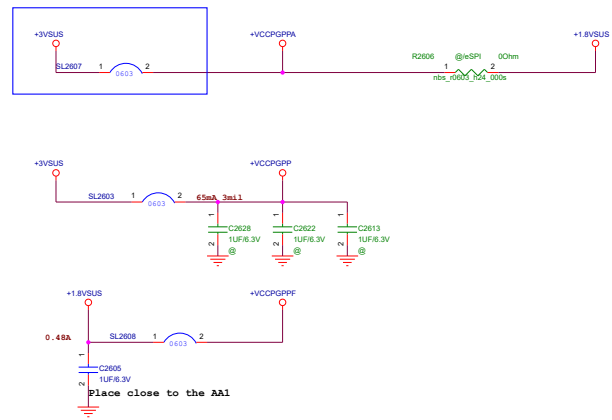 +3VSUS +VCCPGPPA +1.8VSUS
R2606 @/eSPI 0Ohm
SL2607 1 2 1 2
0603
nbs_r0603_h24_000s
+3VSUS +VCCPGPP
SL2603 1 2 65mA 3mil
0603
1 1 1
C2628 C2622 C2613
1UF/6.3V 1UF/6.3V 1UF/6.3V
2 2 2
@ @ @
+1.8VSUS +VCCPGPPF
0.48A SL2608 1 2
0603
1
C2605
1UF/6.3V
2
Place close to the AA1